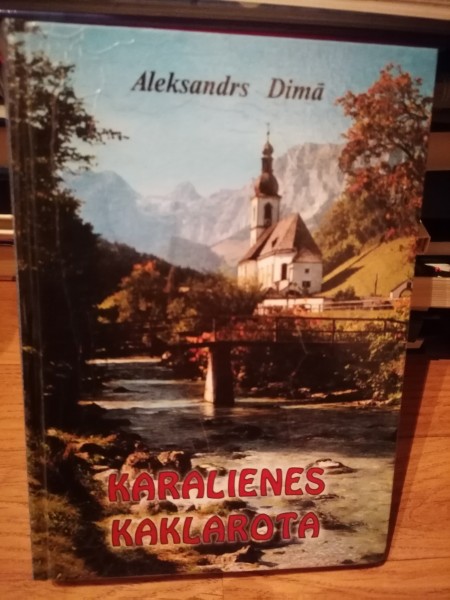 Aleksandrs Dimā
KARALIENES
KAKLAROTA